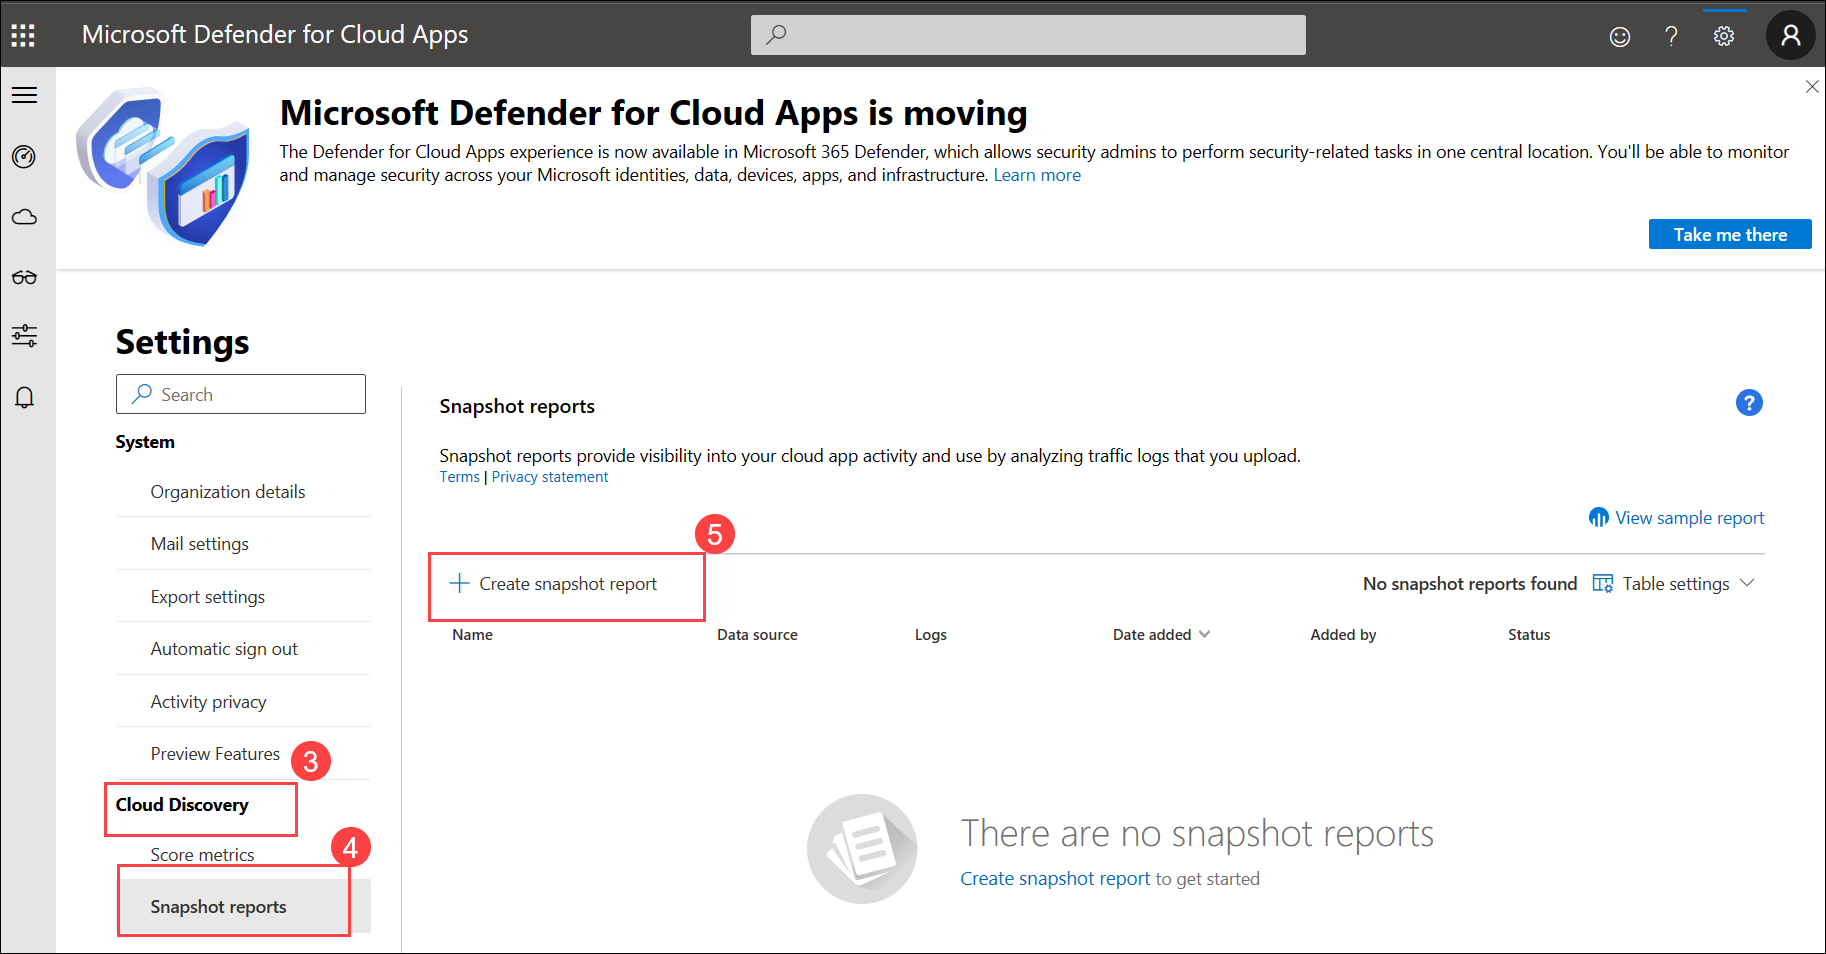 Microsoft Defender for Cloud Apps
Microsoft Defender for Cloud Apps is moving
The Defender for Cloud Apps experience is now available in Microsoft 365 Defender, which allows security admins to perform security-related tasks in one central location. You'll be able to monitor
and manage security across your Microsoft identities, data, devices, apps, and infrastructure. Learn more
Take me there
Settings
Search
System
Organization details
Mail settings
Export settings
Automatic sign out
Activity privacy
Preview Features
3
Cloud Discovery
4
Score metrics
Snapshot reports
Snapshot reports
?
Snapshot reports provide visibility into your cloud app activity and use by analyzing traffic logs that you upload.
Terms | Privacy statement
View sample report
5
Create snapshot report
No snapshot reports found
Table settings
Name Data source Logs Date added Added by Status
There are no snapshot reports
Create snapshot report to get started